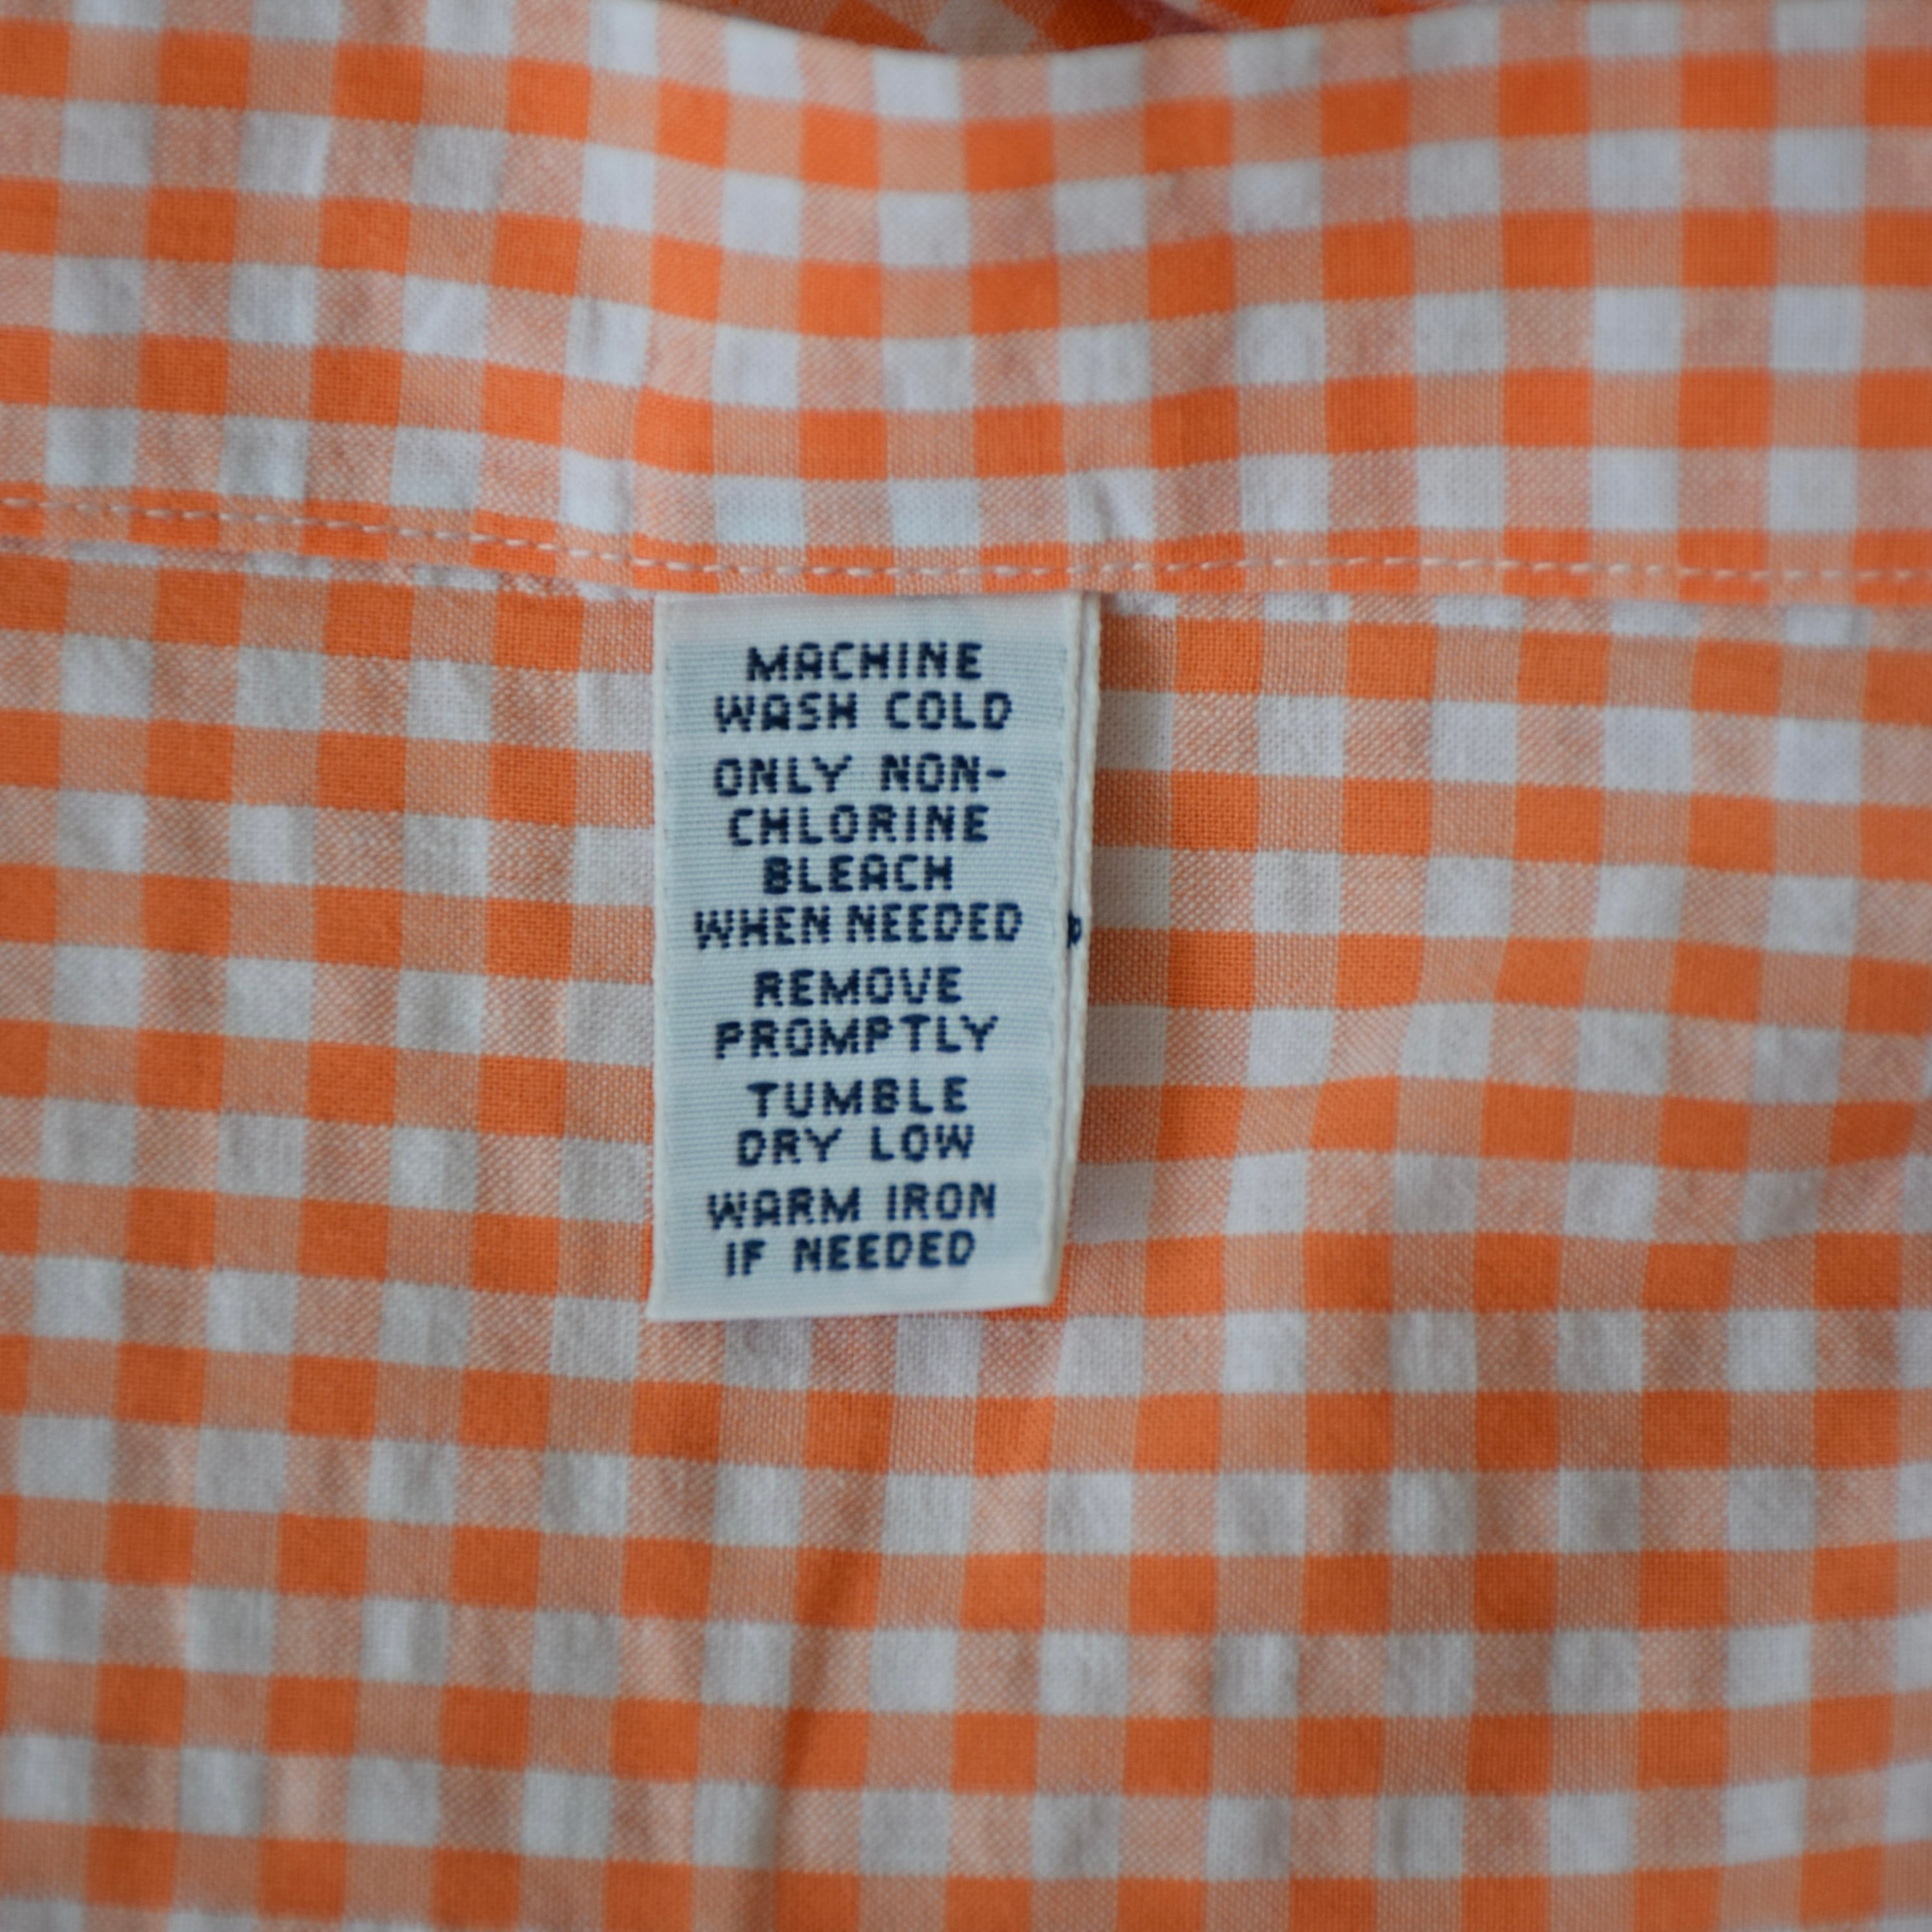 MACHINE
WASH COLD
ONLY NON-
CHLORINE
BLEACH
WHEN NEEDED
REMOVE
PROMPTLY
TUMBLE
DRY LOW
WARM IRON
IF NEEDED